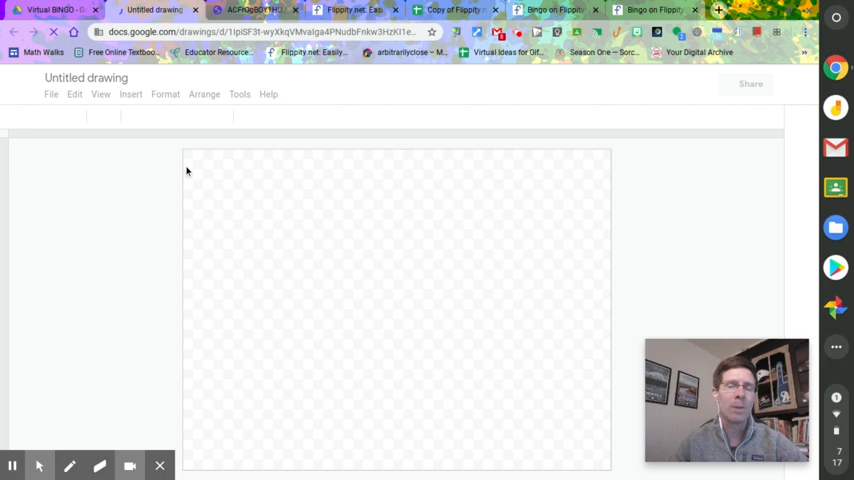 Virtual BINGO - G
Untitled drawing
Flippity.net: Eas
Copy of Flippity n
Bingo on Flippity
Bingo on Flippity
docs.google.com/drawings/d/
Math Walks
Free Online Textboo...
Educator Resource...
Flippity.net: Easily...
arbitrarilyclose – M...
Virtual Ideas for Gif...
Season One – Sorc...
Your Digital Archive
Untitled drawing
Share
File Edit View Insert Format Arrange Tools Help
1
7
17